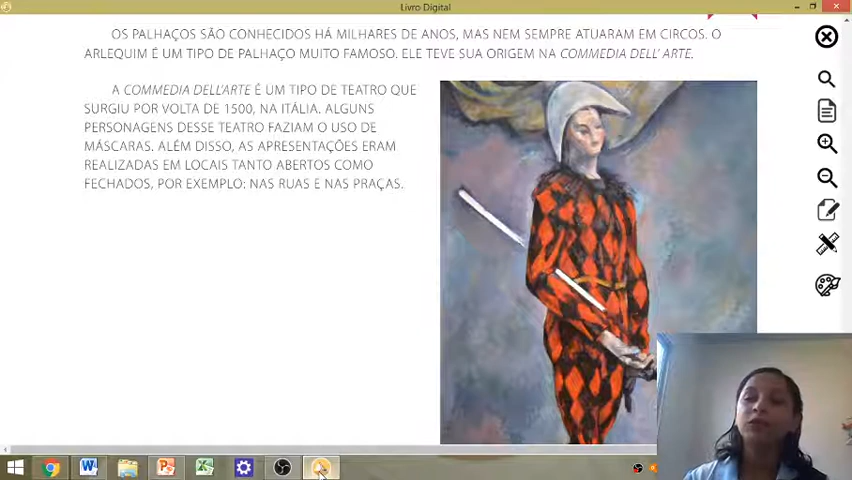 Livro Digital
OS PALHAÇOS SÃO CONHECIDOS HÁ MILHARES DE ANOS, MAS NEM SEMPRE ATUARAM EM CIRCOS. O
ARLEQUIM É UM TIPO DE PALHAÇO MUITO FAMOSO. ELE TEVE SUA ORIGEM NA COMMEDIA DELL' ARTE.
A COMMEDIA DELL'ARTE É UM TIPO DE TEATRO QUE
SURGIU POR VOLTA DE 1500, NA ITÁLIA. ALGUNS
PERSONAGENS DESSE TEATRO FAZIAM O USO DE
MÁSCARAS. ALÉM DISSO, AS APRESENTAÇÕES ERAM
REALIZADAS EM LOCAIS TANTO ABERTOS COMO
FECHADOS, POR EXEMPLO: NAS RUAS E NAS PRAÇAS.